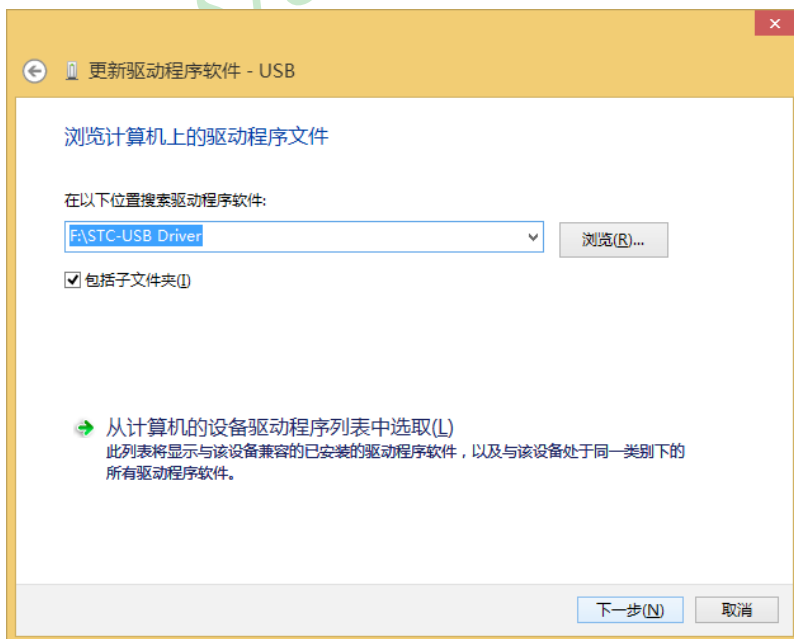 更新驱动程序软件 - USB
浏览计算机上的驱动程序文件
在以下位置搜索驱动程序软件:
F:\STC-USB Driver
浏览(R)...
包括子文件夹(I)
从计算机的设备驱动程序列表中选取(L)
此列表将显示与该设备兼容的已安装的驱动程序软件，以及与该设备处于同一类别下的
所有驱动程序软件。
下一步(N)
取消